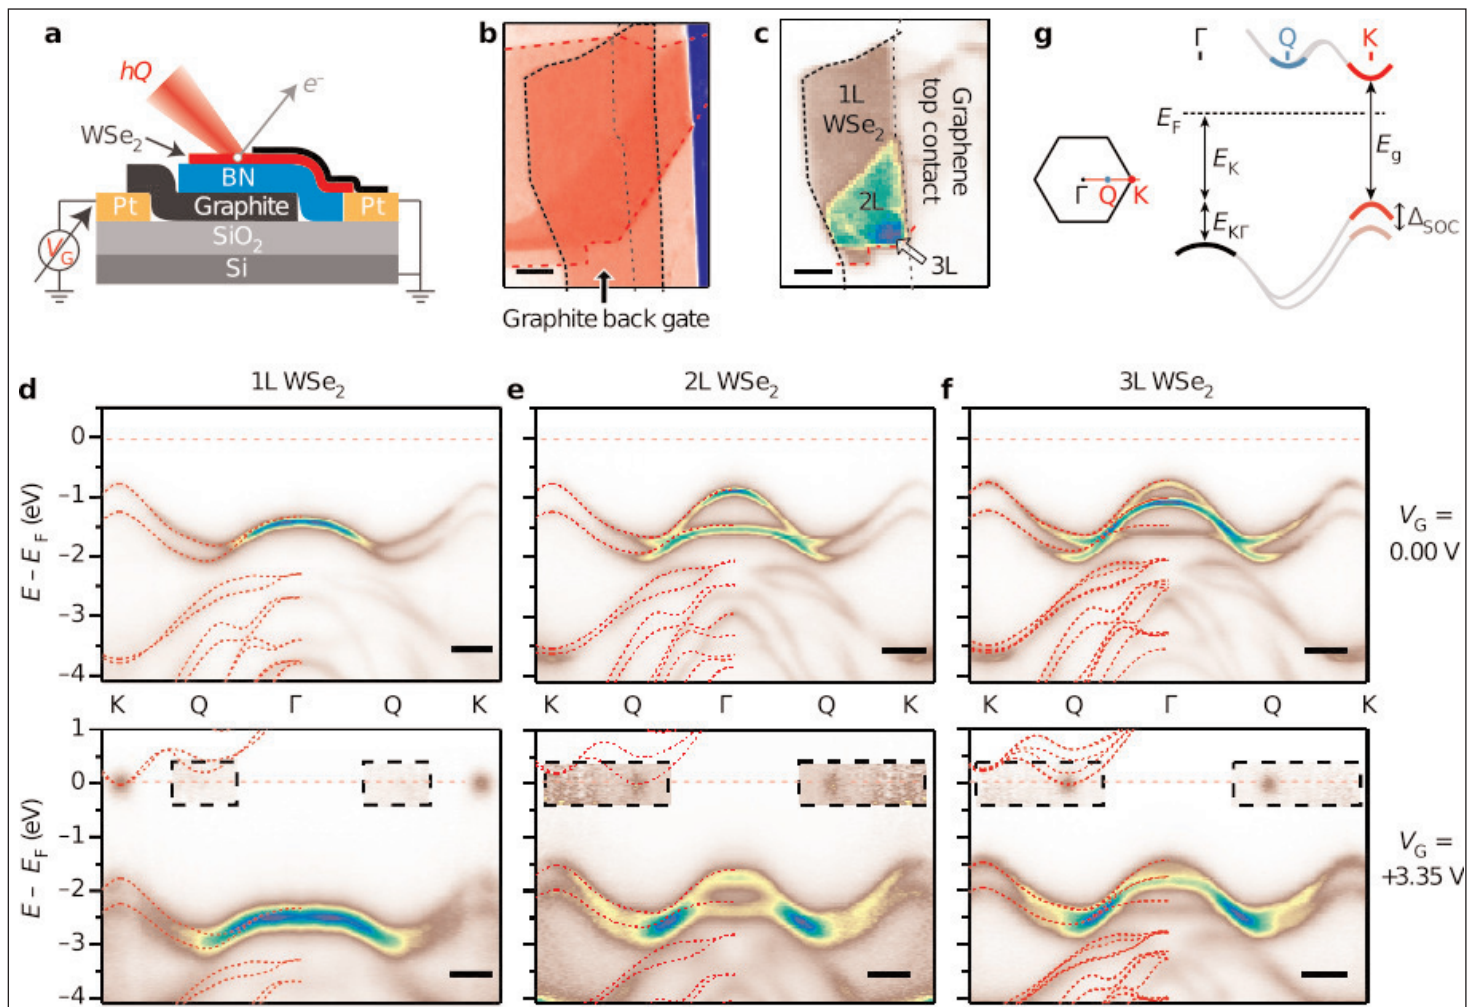 a
hQ
e⁻
WSe₂
BN
Pt
Graphite
Pt
V_G
SiO₂
Si
b
Graphite back gate
c
1L
WSe₂
2L
3L
Graphene
top contact
g
Γ
Q
K
E_F
E_K
E_g
E_KΓ
Δ_SOC
Γ
Q
K
d
1L WSe₂
e
2L WSe₂
f
3L WSe₂
E – E_F (eV)
0
–1
–2
–3
–4
V_G =
0.00 V
K Q Γ Q K
K Q Γ Q K
K Q Γ Q K
E – E_F (eV)
1
0
–1
–2
–3
–4
V_G =
+3.35 V